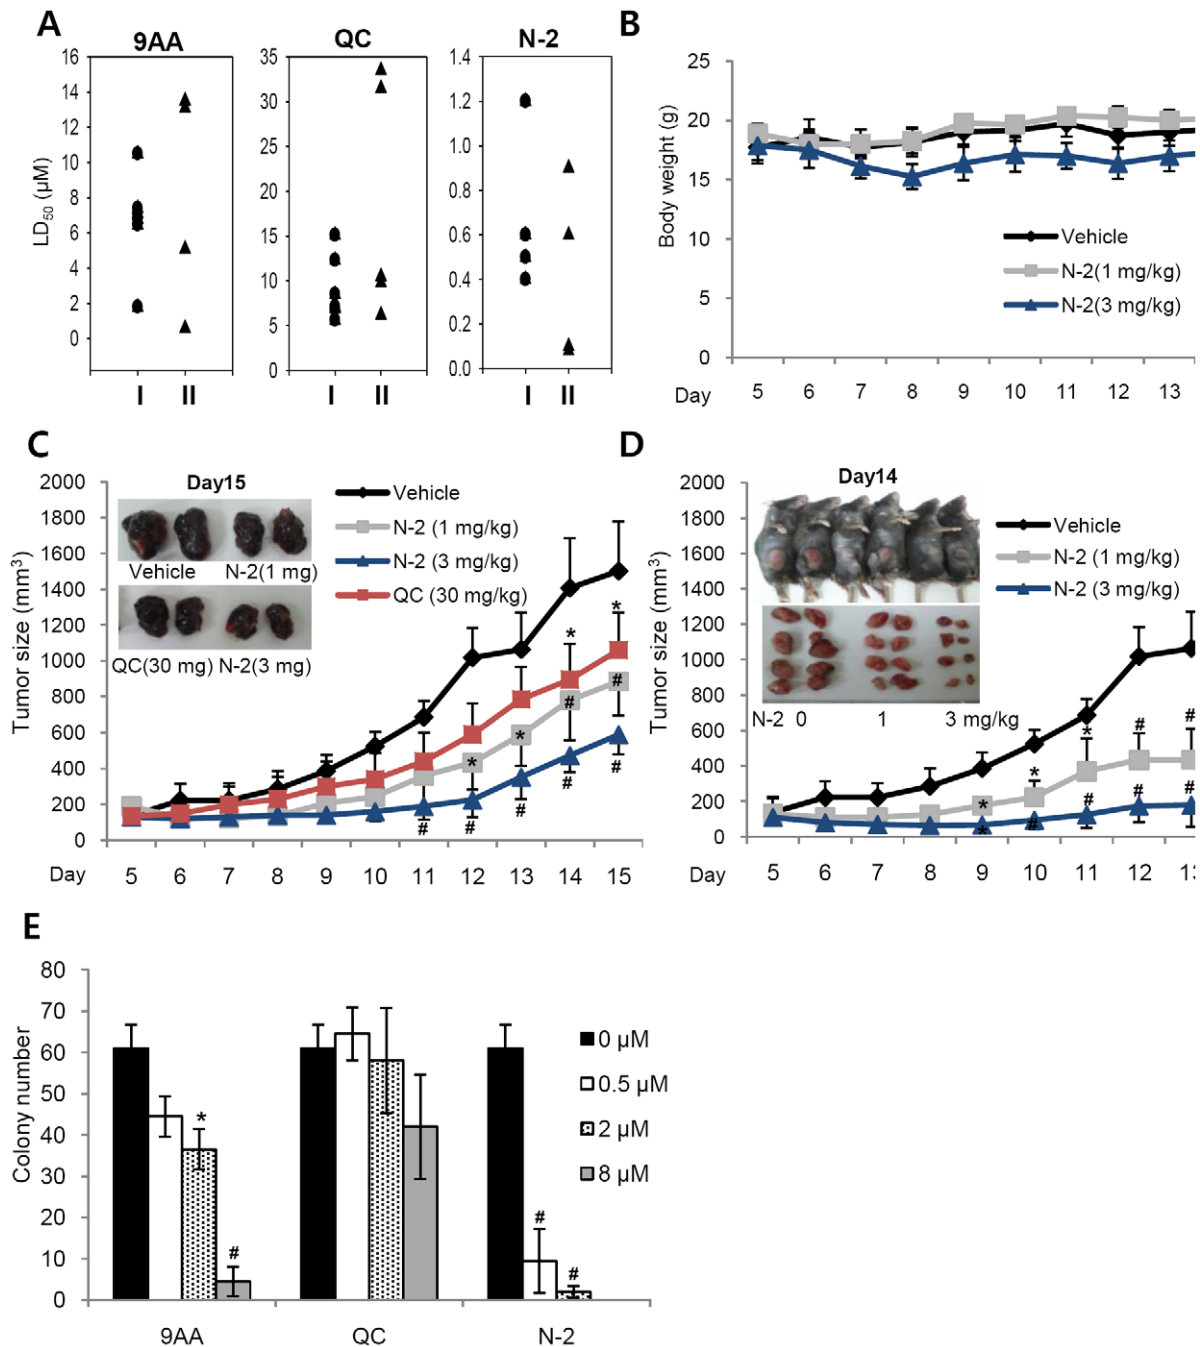 A
9AA
QC
N-2
LD50 (µM)
16
14
12
10
8
6
4
2
0
35
30
25
20
15
10
5
0
1.4
1.2
1.0
0.8
0.6
0.4
0.2
0.0
I II
I II
I II
B
Body weight (g)
25
20
15
10
5
0
Vehicle
N-2(1 mg/kg)
N-2(3 mg/kg)
Day 5 6 7 8 9 10 11 12 13
C
Tumor size (mm3)
2000
1800
1600
1400
1200
1000
800
600
400
200
0
Day15
Vehicle N-2(1 mg)
QC(30 mg) N-2(3 mg)
Vehicle
N-2 (1 mg/kg)
N-2 (3 mg/kg)
QC (30 mg/kg)
* * * * # #
# # # # #
Day 5 6 7 8 9 10 11 12 13 14 15
D
Tumor size (mm3)
2000
1800
1600
1400
1200
1000
800
600
400
200
0
Day14
N-2 0 1 3 mg/kg
Vehicle
N-2 (1 mg/kg)
N-2 (3 mg/kg)
* * * # #
* # # # #
Day 5 6 7 8 9 10 11 12
E
Colony number
80
70
60
50
40
30
20
10
0
* #
# #
0 µM
0.5 µM
2 µM
8 µM
9AA QC N-2